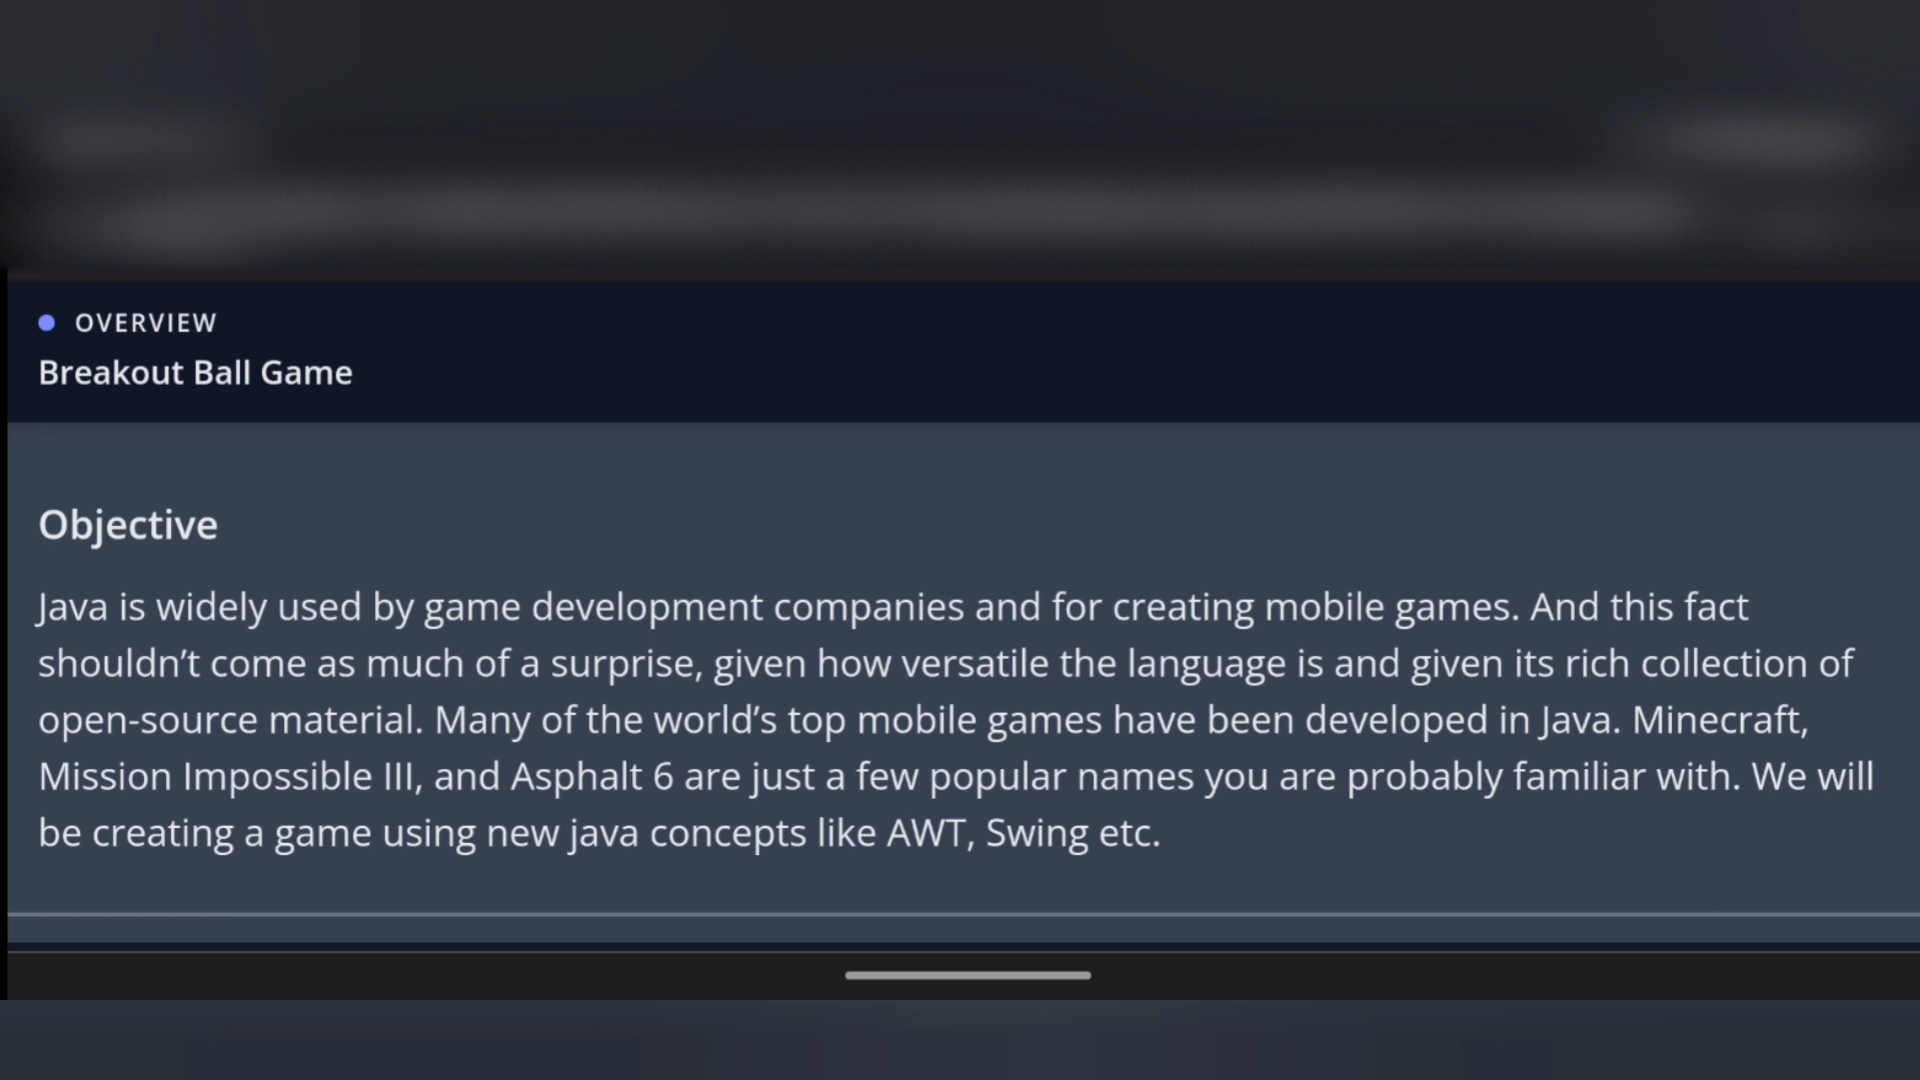 OVERVIEW
Breakout Ball Game
Objective
Java is widely used by game development companies and for creating mobile games. And this fact
shouldn’t come as much of a surprise, given how versatile the language is and given its rich collection of
open-source material. Many of the world’s top mobile games have been developed in Java. Minecraft,
Mission Impossible III, and Asphalt 6 are just a few popular names you are probably familiar with. We will
be creating a game using new java concepts like AWT, Swing etc.